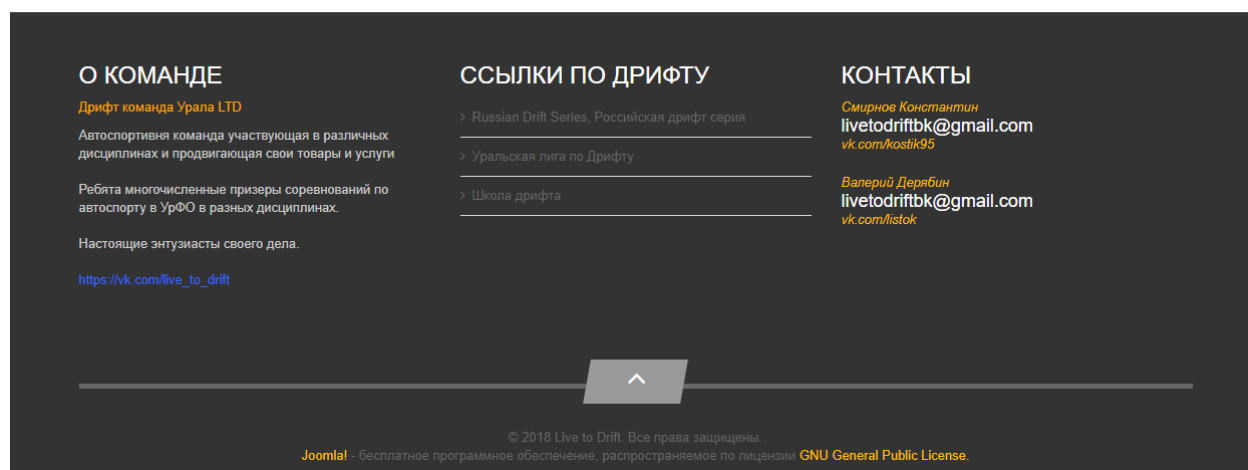 О КОМАНДЕ
Дрифт команда Урала LTD
Автоспортивня команда участвующая в различных
дисциплинах и продвигающая свои товары и услуги
Ребята многочисленные призеры соревнований по
автоспорту в УрФО в разных дисциплинах.
Настоящие энтузиасты своего дела.
https://vk.com/live_to_drift
ССЫЛКИ ПО ДРИФТУ
> Russian Drift Series, Российская дрифт серия
> Уральская лига по Дрифту
> Школа дрифта
КОНТАКТЫ
Смирнов Константин
livetodriftbk@gmail.com
vk.com/kostik95
Валерий Дерябин
livetodriftbk@gmail.com
vk.com/listok
© 2018 Live to Drift. Все права защищены.
Joomla! - бесплатное программное обеспечение, распространяемое по лицензии GNU General Public License.